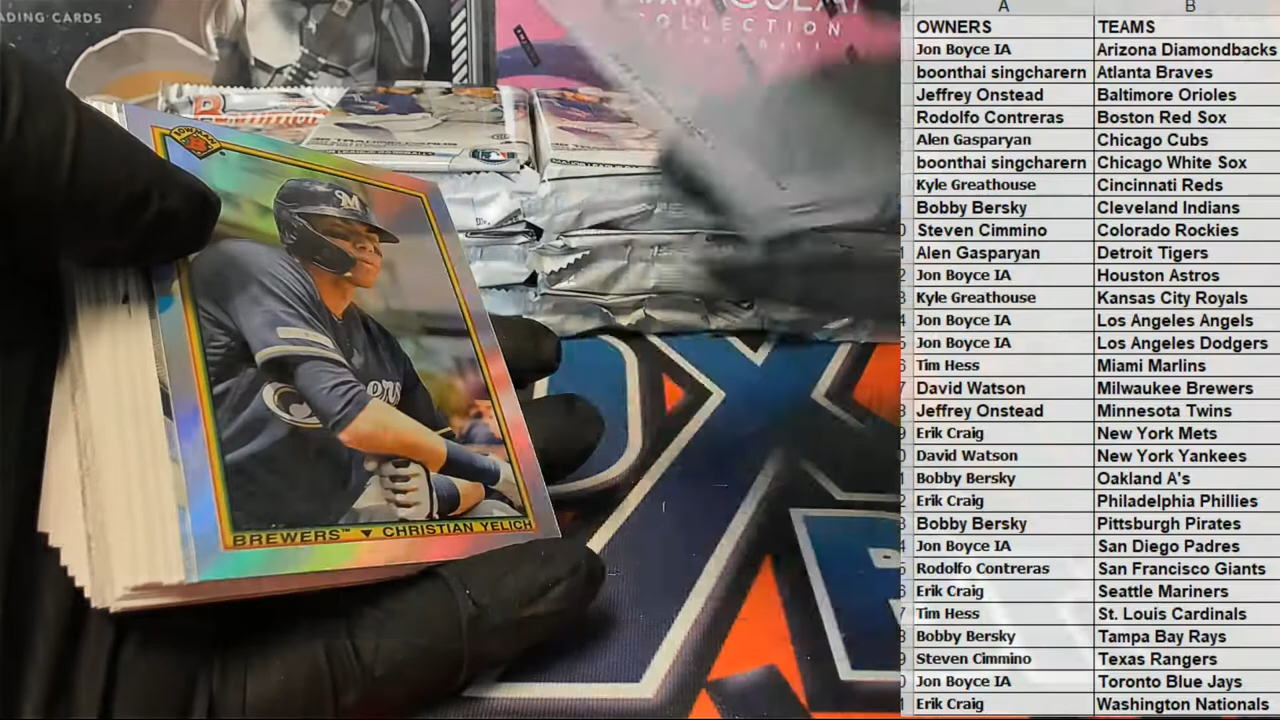 ADING CARDS
COLLECTION
BOWMAN
BREWERS™ ▼ CHRISTIAN YELICH
A B
OWNERS TEAMS
Jon Boyce IA Arizona Diamondbacks
boonthai singcharern Atlanta Braves
Jeffrey Onstead Baltimore Orioles
Rodolfo Contreras Boston Red Sox
Alen Gasparyan Chicago Cubs
boonthai singcharern Chicago White Sox
Kyle Greathouse Cincinnati Reds
Bobby Bersky Cleveland Indians
Steven Cimmino Colorado Rockies
Alen Gasparyan Detroit Tigers
Jon Boyce IA Houston Astros
Kyle Greathouse Kansas City Royals
Jon Boyce IA Los Angeles Angels
Jon Boyce IA Los Angeles Dodgers
Tim Hess Miami Marlins
David Watson Milwaukee Brewers
Jeffrey Onstead Minnesota Twins
Erik Craig New York Mets
David Watson New York Yankees
Bobby Bersky Oakland A's
Erik Craig Philadelphia Phillies
Bobby Bersky Pittsburgh Pirates
Jon Boyce IA San Diego Padres
Rodolfo Contreras San Francisco Giants
Erik Craig Seattle Mariners
Tim Hess St. Louis Cardinals
Bobby Bersky Tampa Bay Rays
Steven Cimmino Texas Rangers
Jon Boyce IA Toronto Blue Jays
Erik Craig Washington Nationals